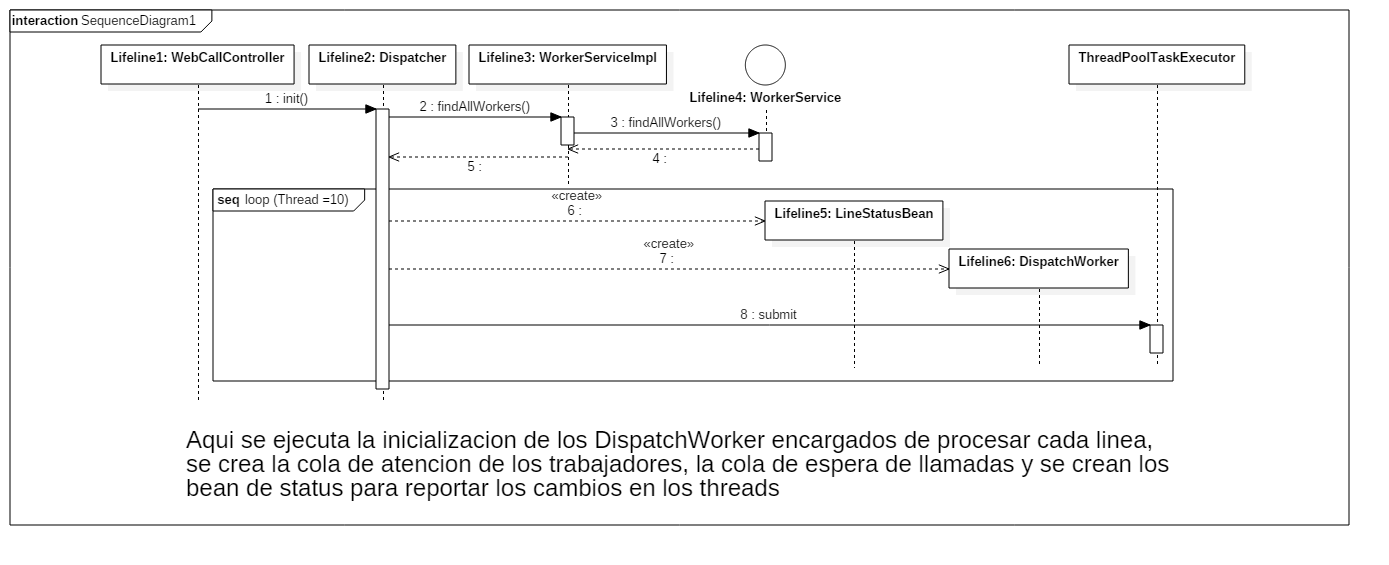 interaction SequenceDiagram1
Lifeline1: WebCallController
Lifeline2: Dispatcher
Lifeline3: WorkerServiceImpl
Lifeline4: WorkerService
ThreadPoolTaskExecutor
1 : init()
2 : findAllWorkers()
3 : findAllWorkers()
4 :
5 :
seq loop (Thread =10)
«create»
6 :
Lifeline5: LineStatusBean
«create»
7 :
Lifeline6: DispatchWorker
8 : submit
Aqui se ejecuta la inicializacion de los DispatchWorker encargados de procesar cada linea,
se crea la cola de atencion de los trabajadores, la cola de espera de llamadas y se crean los
bean de status para reportar los cambios en los threads